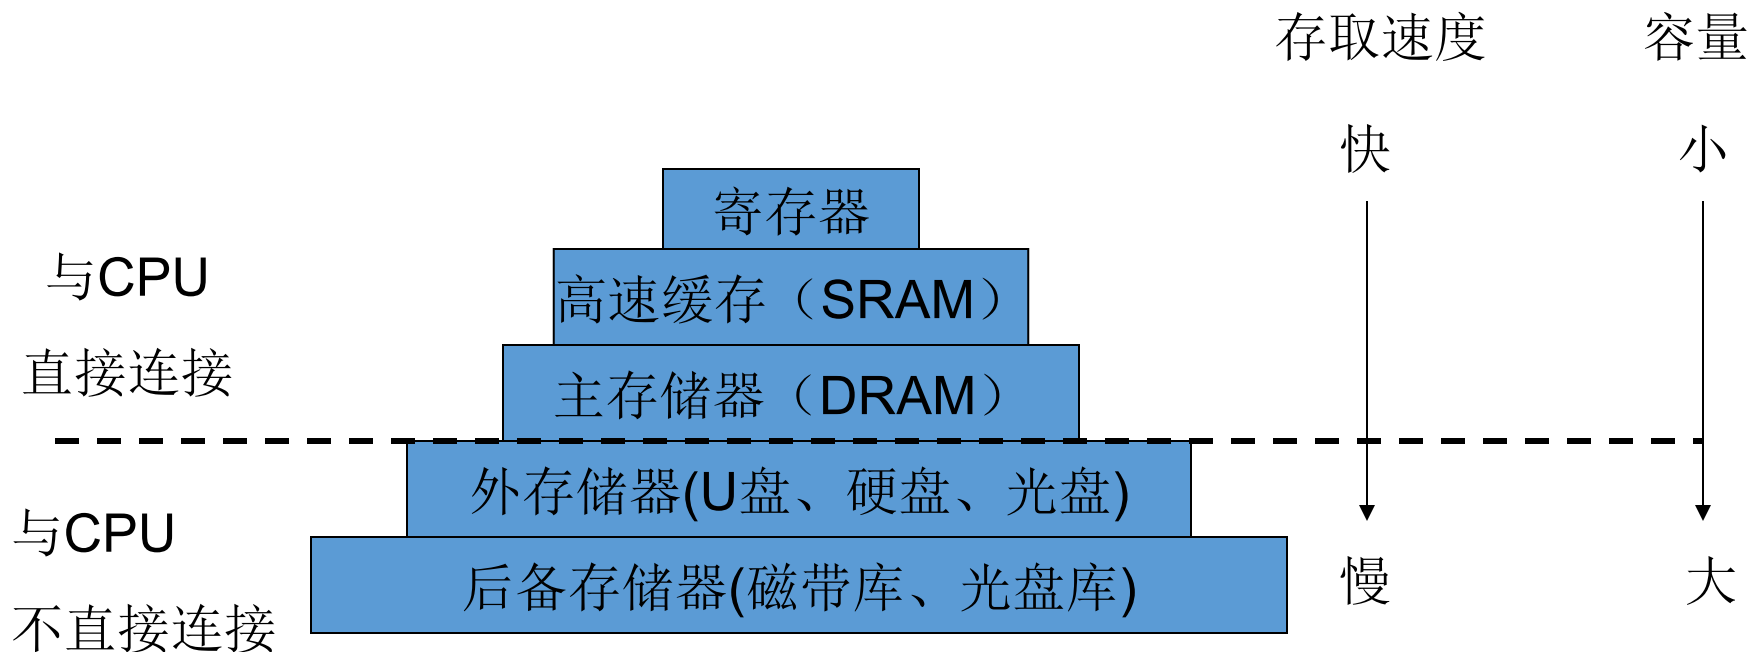 存取速度 容量
快 小
寄存器
与CPU
高速缓存（SRAM）
直接连接
主存储器（DRAM）
外存储器(U盘、硬盘、光盘)
与CPU
后备存储器(磁带库、光盘库)
慢 大
不直接连接